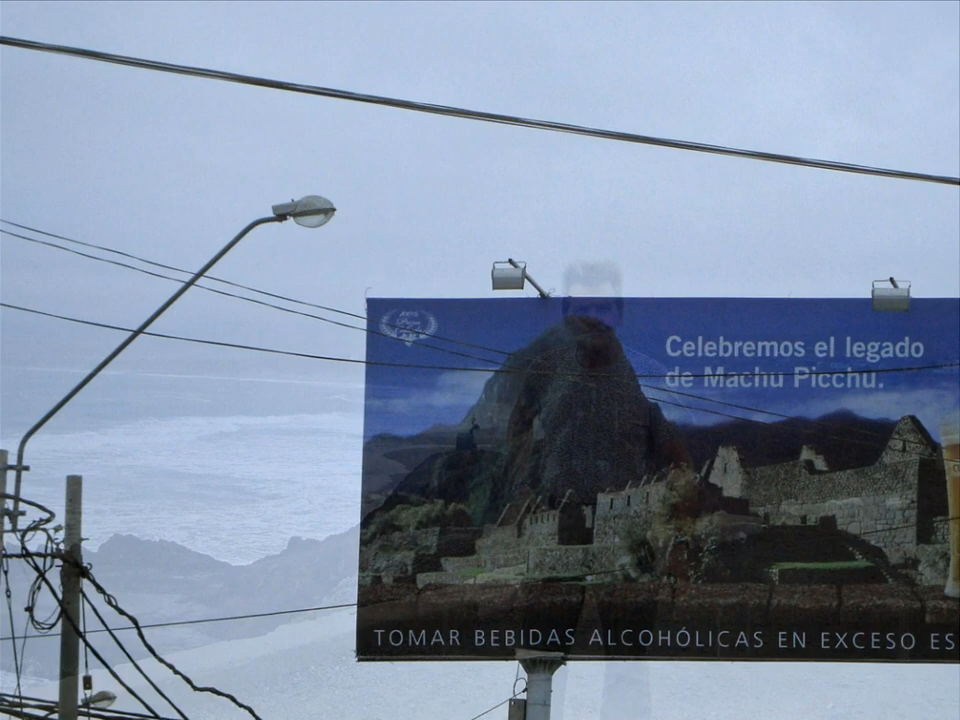 Celebremos el legado
de Machu Picchu.
TOMAR BEBIDAS ALCOHÓLICAS EN EXCESO ES